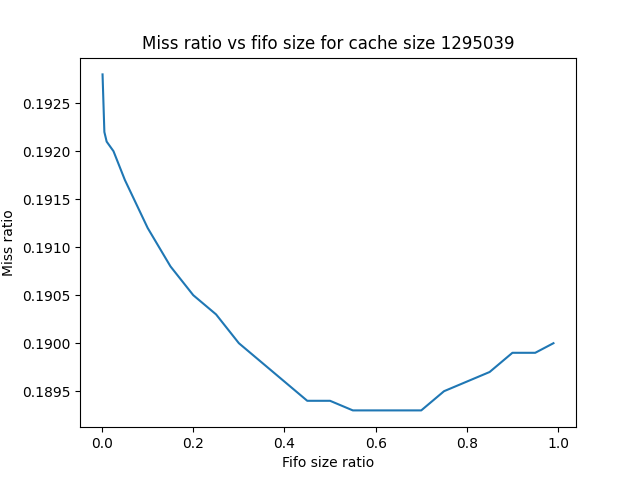 Miss ratio vs fifo size for cache size 1295039
Miss ratio
0.1925
0.1920
0.1915
0.1910
0.1905
0.1900
0.1895
0.0 0.2 0.4 0.6 0.8 1.0
Fifo size ratio